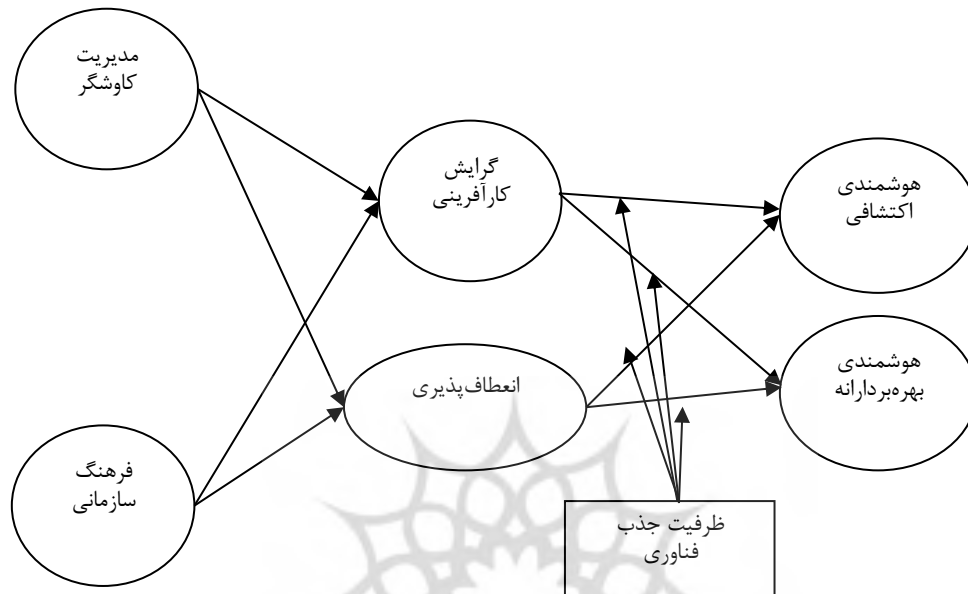 مدیریت
کاوشگر
گرایش
کارآفرینی
هوشمندی
اکتشافی
هوشمندی
بهره‌بردارانه
انعطاف‌پذیری
فرهنگ
سازمانی
ظرفیت جذب
فناوری